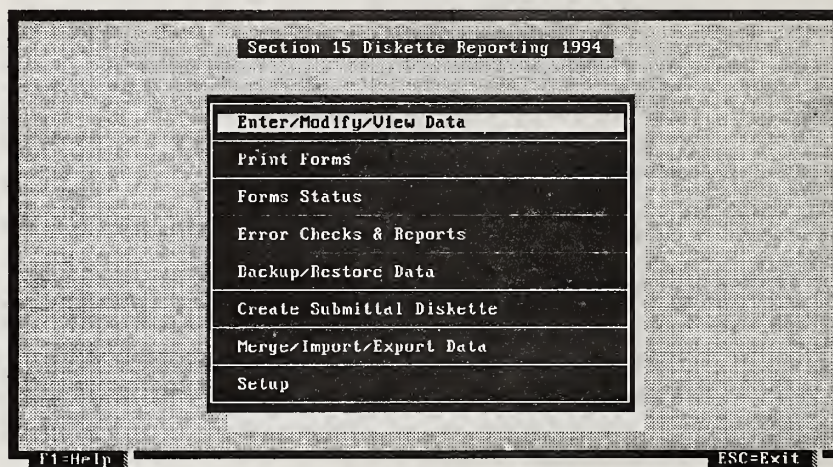 Section 15 Diskette Reporting 1994
Enter/Modify/View Data
Print Forms
Forms Status
Error Checks & Reports
Backup/Restore Data
Create Submittal Diskette
Merge/Import/Export Data
Setup
F1=Help
ESC=Exit